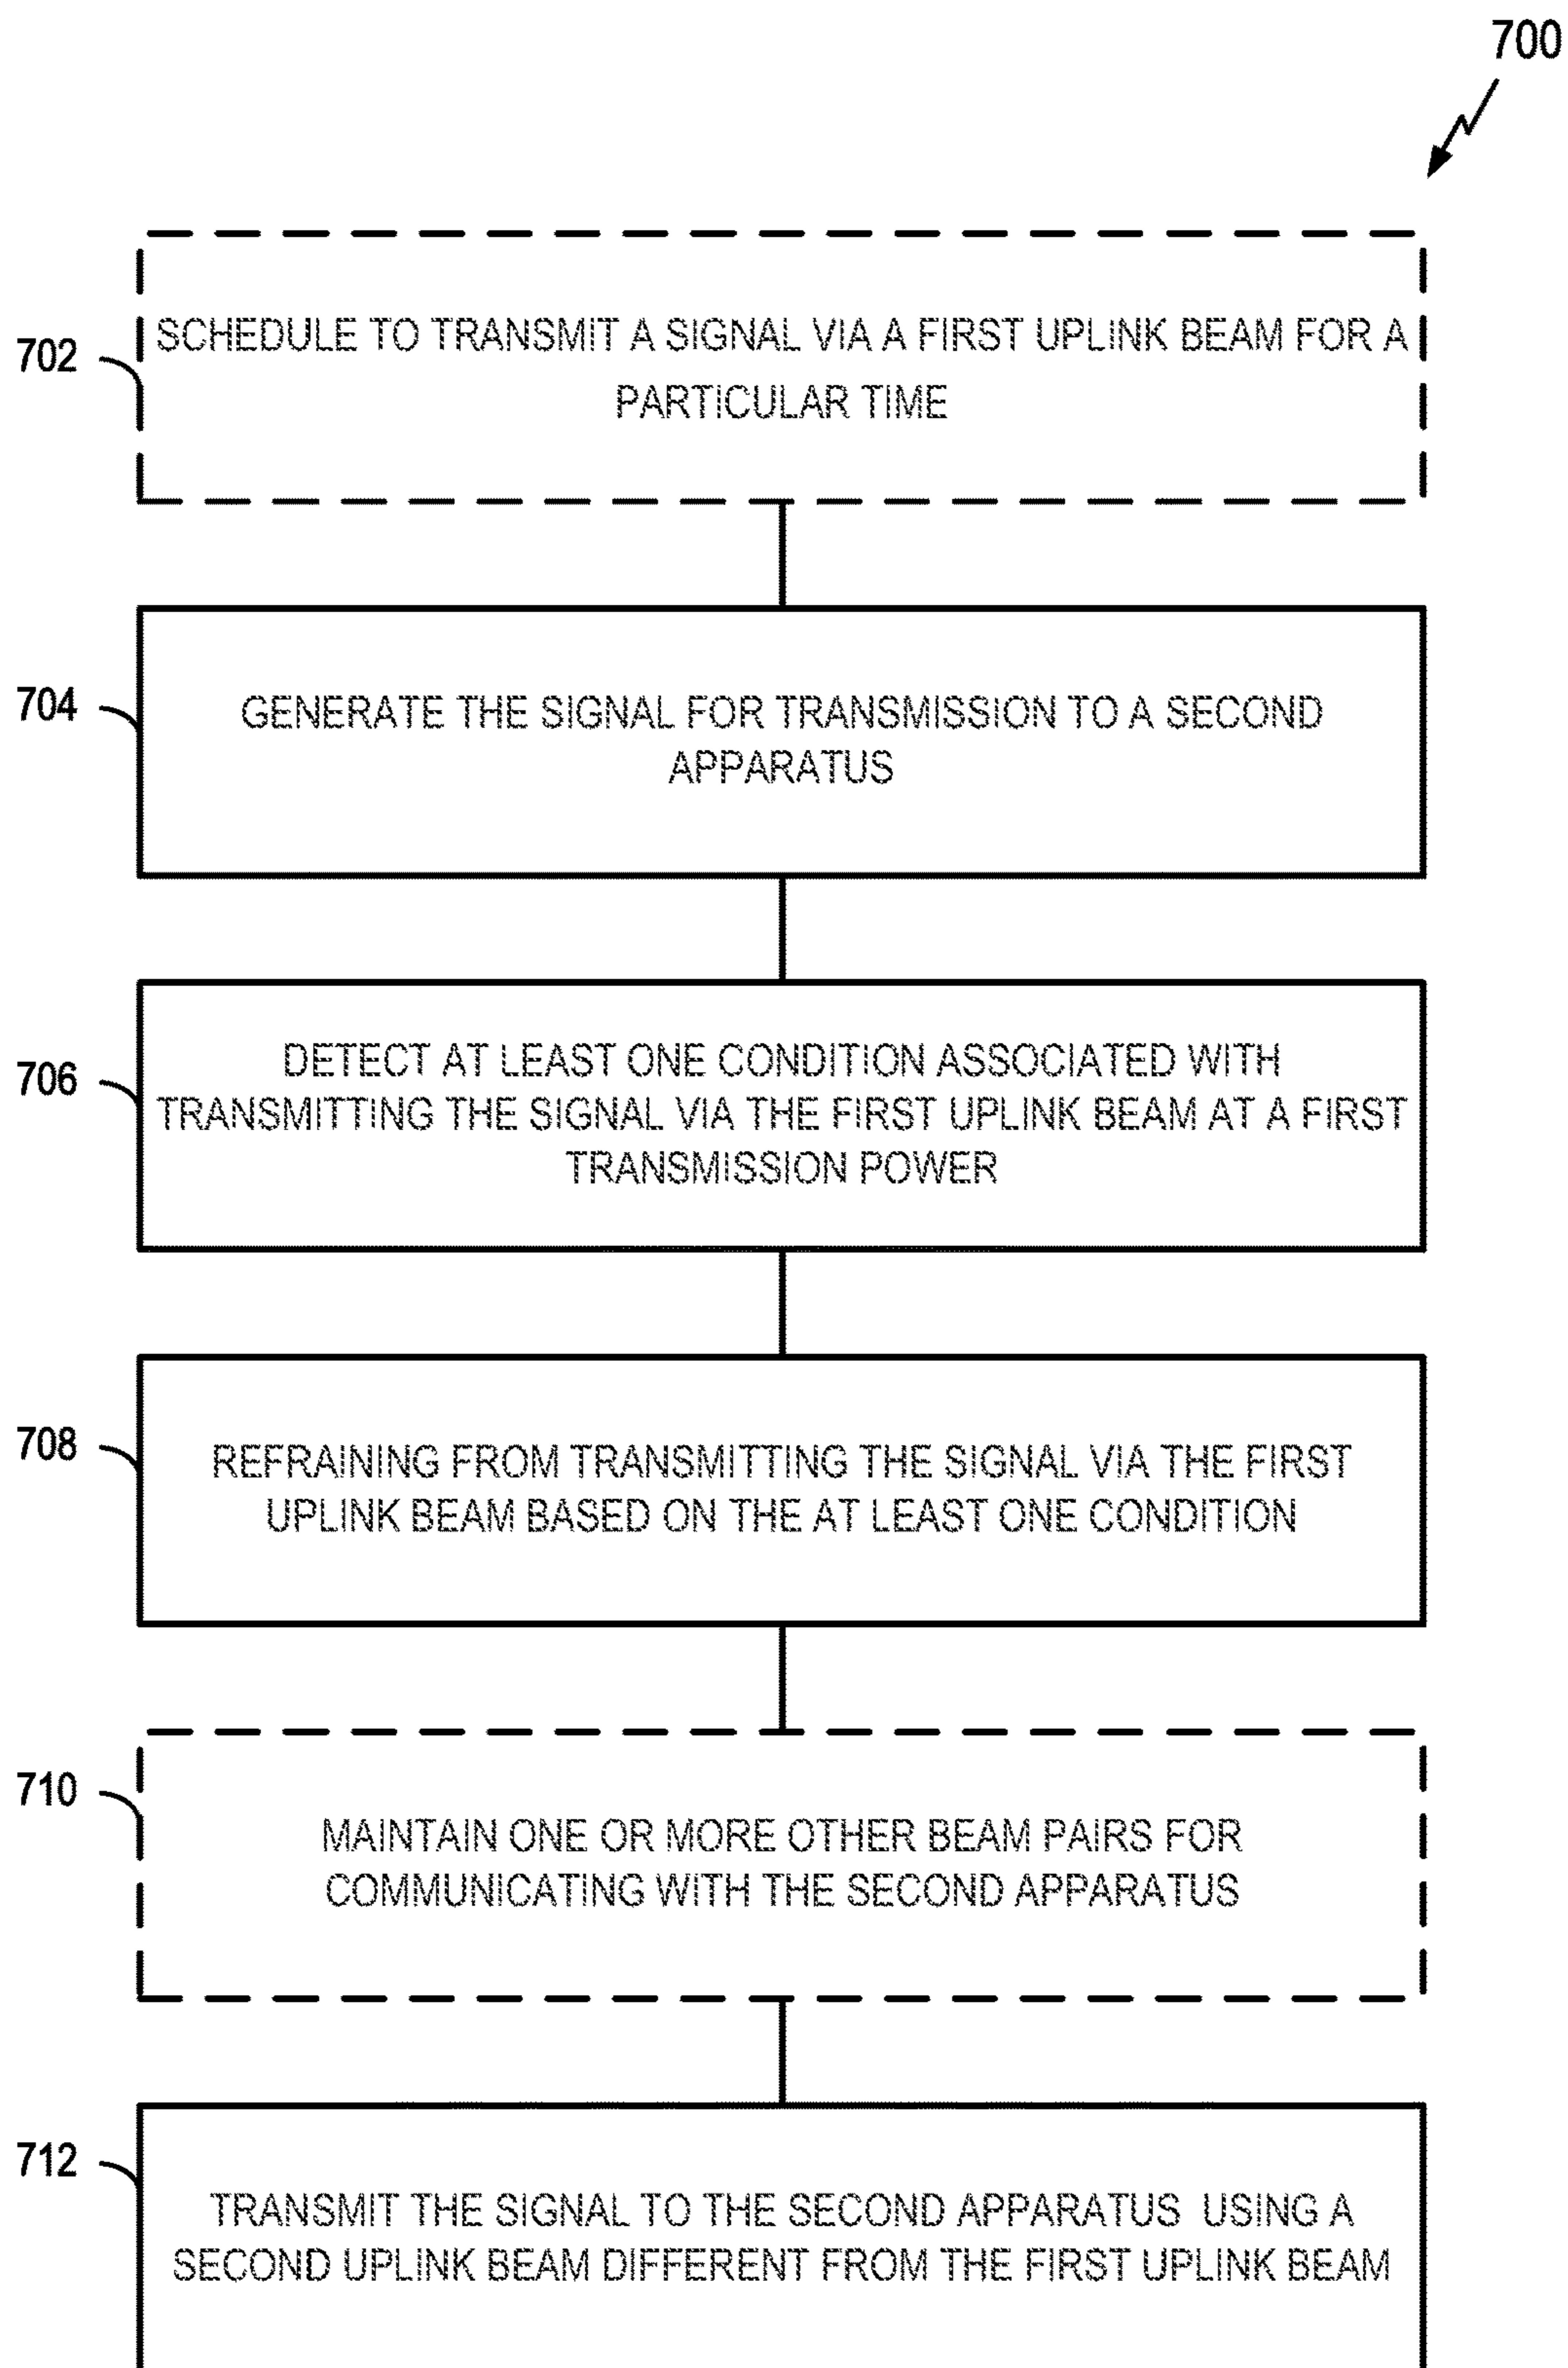 700
702
SCHEDULE TO TRANSMIT A SIGNAL VIA A FIRST UPLINK BEAM FOR A
PARTICULAR TIME
704
GENERATE THE SIGNAL FOR TRANSMISSION TO A SECOND
APPARATUS
706
DETECT AT LEAST ONE CONDITION ASSOCIATED WITH
TRANSMITTING THE SIGNAL VIA THE FIRST UPLINK BEAM AT A FIRST
TRANSMISSION POWER
708
REFRAINING FROM TRANSMITTING THE SIGNAL VIA THE FIRST
UPLINK BEAM BASED ON THE AT LEAST ONE CONDITION
710
MAINTAIN ONE OR MORE OTHER BEAM PAIRS FOR
COMMUNICATING WITH THE SECOND APPARATUS
712
TRANSMIT THE SIGNAL TO THE SECOND APPARATUS USING A
SECOND UPLINK BEAM DIFFERENT FROM THE FIRST UPLINK BEAM